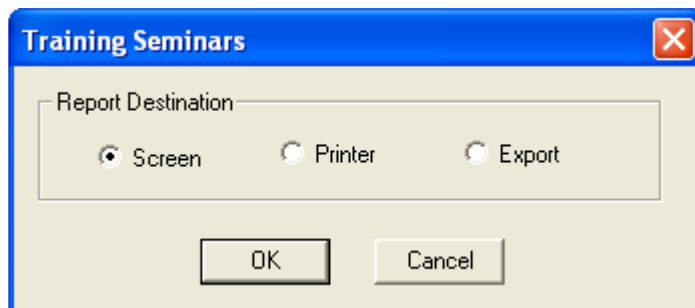 Training Seminars
Report Destination
Screen Printer Export
OK Cancel